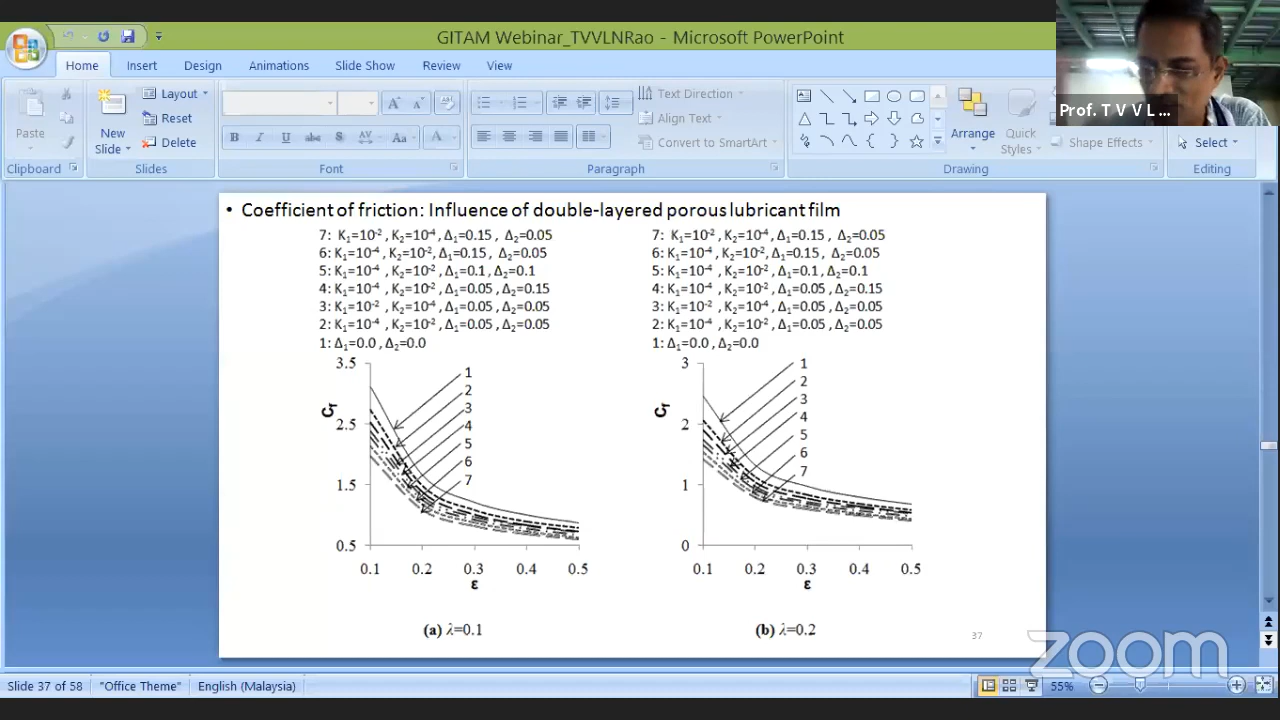 GITAM Webinar_TVVLNRao - Microsoft PowerPoint
Prof. T V V L ...
Home Insert Design Animations Slide Show Review View
Paste
New Slide
Layout
Reset
Delete
B I U abc S AV Aa A
Text Direction
Align Text
Convert to SmartArt
Arrange
Quick Styles
Shape Effects
Select
Clipboard Slides Font Paragraph Drawing Editing
• Coefficient of friction: Influence of double-layered porous lubricant film
7: K₁=10⁻², K₂=10⁻⁴, Δ₁=0.15, Δ₂=0.05
6: K₁=10⁻⁴, K₂=10⁻², Δ₁=0.15, Δ₂=0.05
5: K₁=10⁻⁴, K₂=10⁻², Δ₁=0.1, Δ₂=0.1
4: K₁=10⁻⁴, K₂=10⁻², Δ₁=0.05, Δ₂=0.15
3: K₁=10⁻², K₂=10⁻⁴, Δ₁=0.05, Δ₂=0.05
2: K₁=10⁻⁴, K₂=10⁻², Δ₁=0.05, Δ₂=0.05
1: Δ₁=0.0, Δ₂=0.0
3.5
2.5
1.5
0.5
Cf
1
2
3
4
5
6
7
0.1 0.2 0.3 0.4 0.5
ε
(a) λ=0.1
7: K₁=10⁻², K₂=10⁻⁴, Δ₁=0.15, Δ₂=0.05
6: K₁=10⁻⁴, K₂=10⁻², Δ₁=0.15, Δ₂=0.05
5: K₁=10⁻⁴, K₂=10⁻², Δ₁=0.1, Δ₂=0.1
4: K₁=10⁻⁴, K₂=10⁻², Δ₁=0.05, Δ₂=0.15
3: K₁=10⁻², K₂=10⁻⁴, Δ₁=0.05, Δ₂=0.05
2: K₁=10⁻⁴, K₂=10⁻², Δ₁=0.05, Δ₂=0.05
1: Δ₁=0.0, Δ₂=0.0
3
2
1
0
Cf
1
2
3
4
5
6
7
0.1 0.2 0.3 0.4 0.5
ε
(b) λ=0.2
37
zoom
Slide 37 of 58 "Office Theme" English (Malaysia) 55%